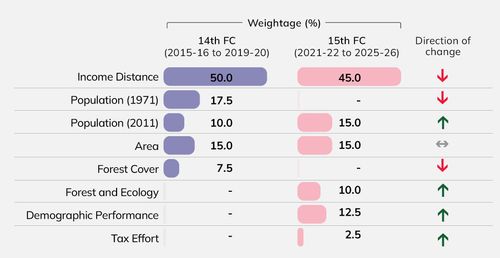 Weightage (%)
14th FC
(2015-16 to 2019-20)
15th FC
(2021-22 to 2025-26)
Direction of
change
Income Distance 50.0 45.0
Population (1971) 17.5 -
Population (2011) 10.0 15.0
Area 15.0 15.0
Forest Cover 7.5 -
Forest and Ecology - 10.0
Demographic Performance - 12.5
Tax Effort - 2.5